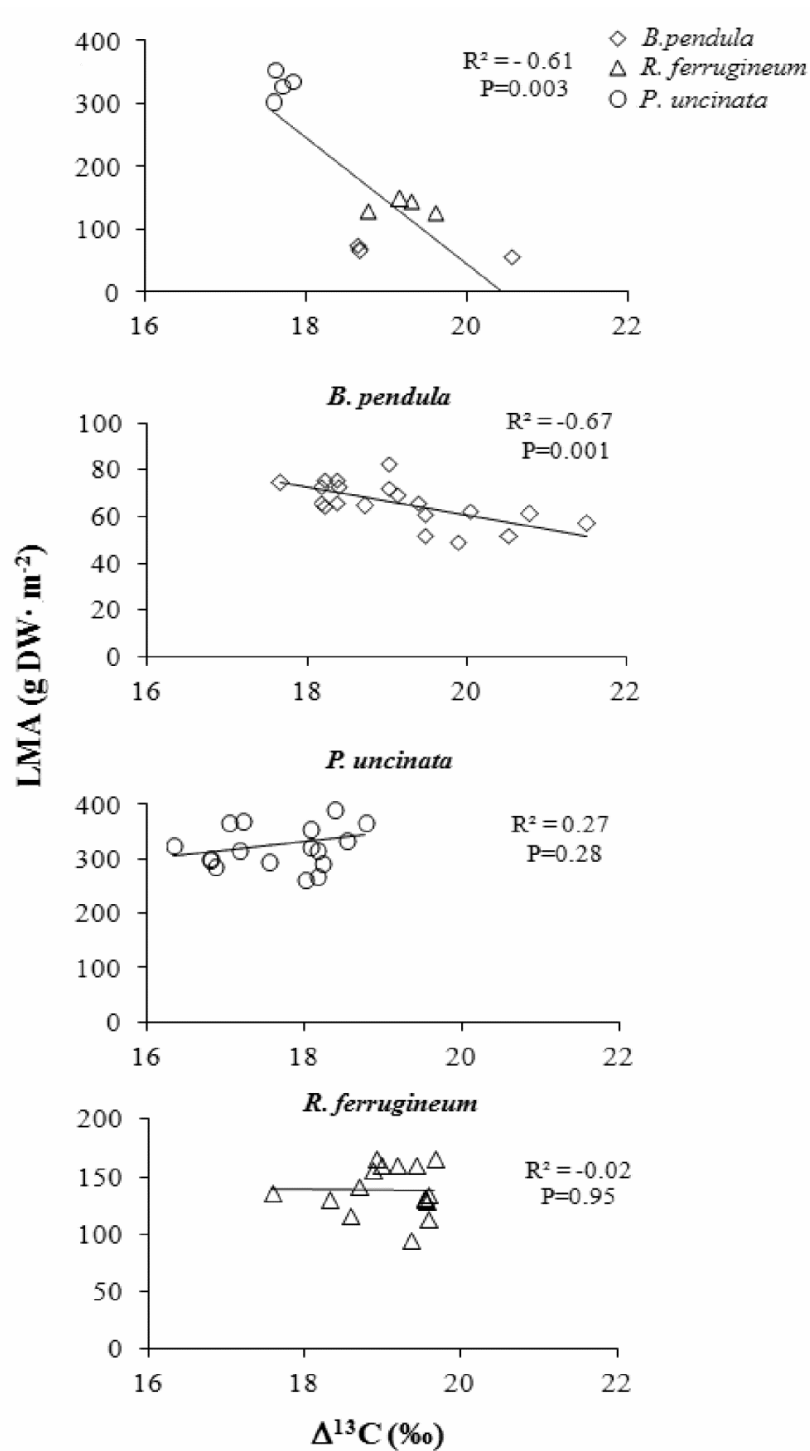 400
300
200
100
0
16 18 20 22
R² = - 0.61
P=0.003
B.pendula
R. ferrugineum
P. uncinata
B. pendula
100
80
60
40
20
0
16 18 20 22
R² = -0.67
P=0.001
LMA (g DW· m⁻²)
P. uncinata
400
300
200
100
0
16 18 20 22
R² = 0.27
P=0.28
R. ferrugineum
200
150
100
50
0
16 18 20 22
R² = -0.02
P=0.95
Δ¹³C (‰)